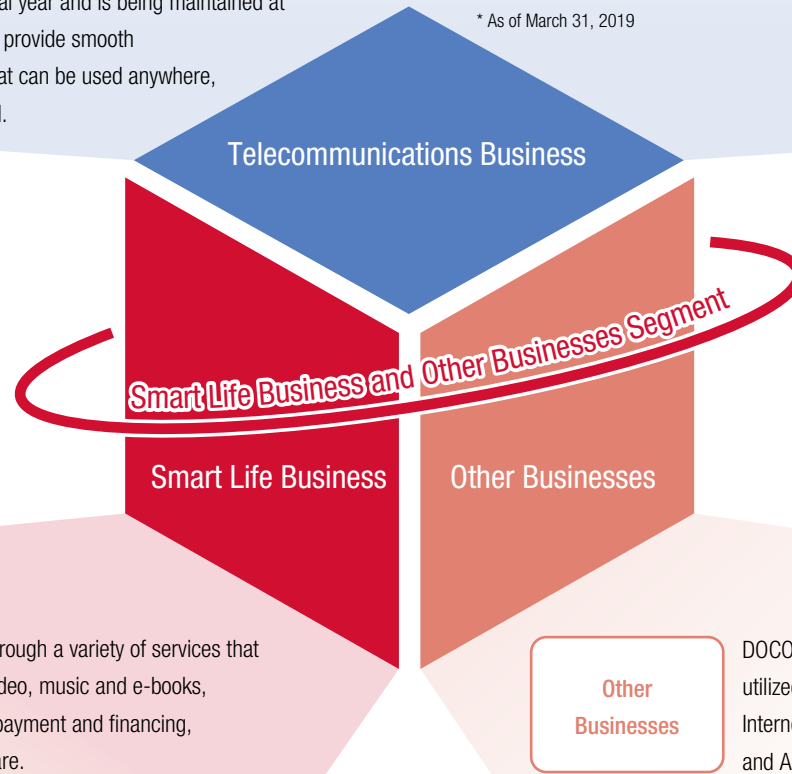 al year and is being maintained at
provide smooth
at can be used anywhere,
* As of March 31, 2019
Telecommunications Business
Smart Life Business and Other Businesses Segment
Smart Life Business
Other Businesses
rough a variety of services that
deo, music and e-books,
payment and financing,
are.
Other
Businesses
DOCO
utilized
Interne
and A